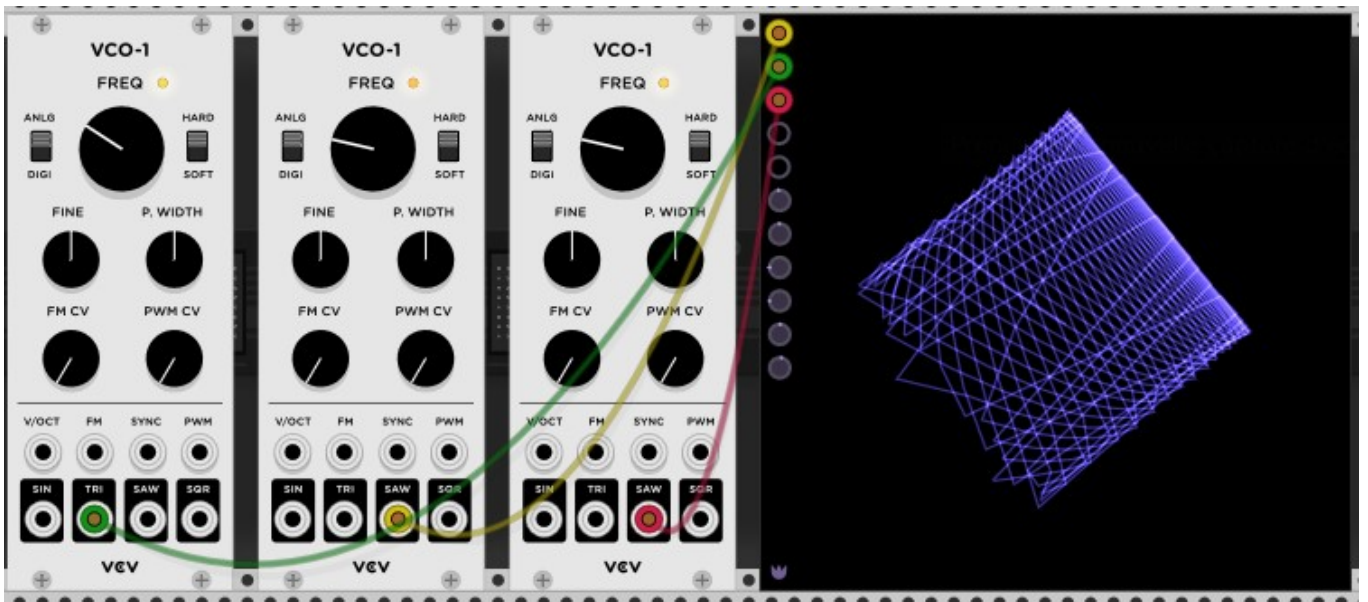 VCO-1
FREQ
ANLG HARD
DIGI SOFT
FINE P. WIDTH
FM CV PWM CV
V/OCT FM SYNC PWM
SIN TRI SAW SQR
VCV
VCO-1
FREQ
ANLG HARD
DIGI SOFT
FINE P. WIDTH
FM CV PWM CV
V/OCT FM SYNC PWM
SIN TRI SAW SQR
VCV
VCO-1
FREQ
ANLG HARD
DIGI SOFT
FINE P. WIDTH
FM CV PWM CV
V/OCT FM SYNC PWM
SIN TRI SAW SQR
VCV